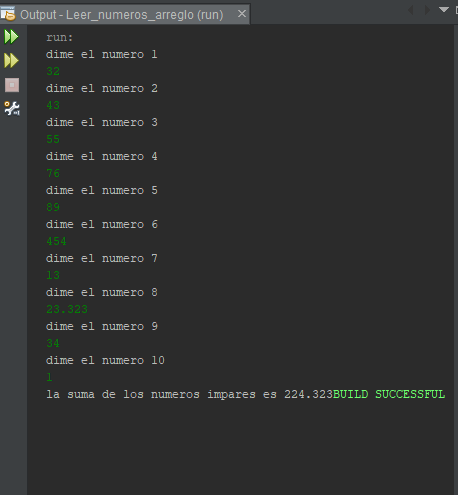 Output - Leer_numeros_arreglo (run)
run:
dime el numero 1
32
dime el numero 2
43
dime el numero 3
55
dime el numero 4
76
dime el numero 5
89
dime el numero 6
454
dime el numero 7
13
dime el numero 8
23.323
dime el numero 9
34
dime el numero 10
1
la suma de los numeros impares es 224.323BUILD SUCCESSFUL